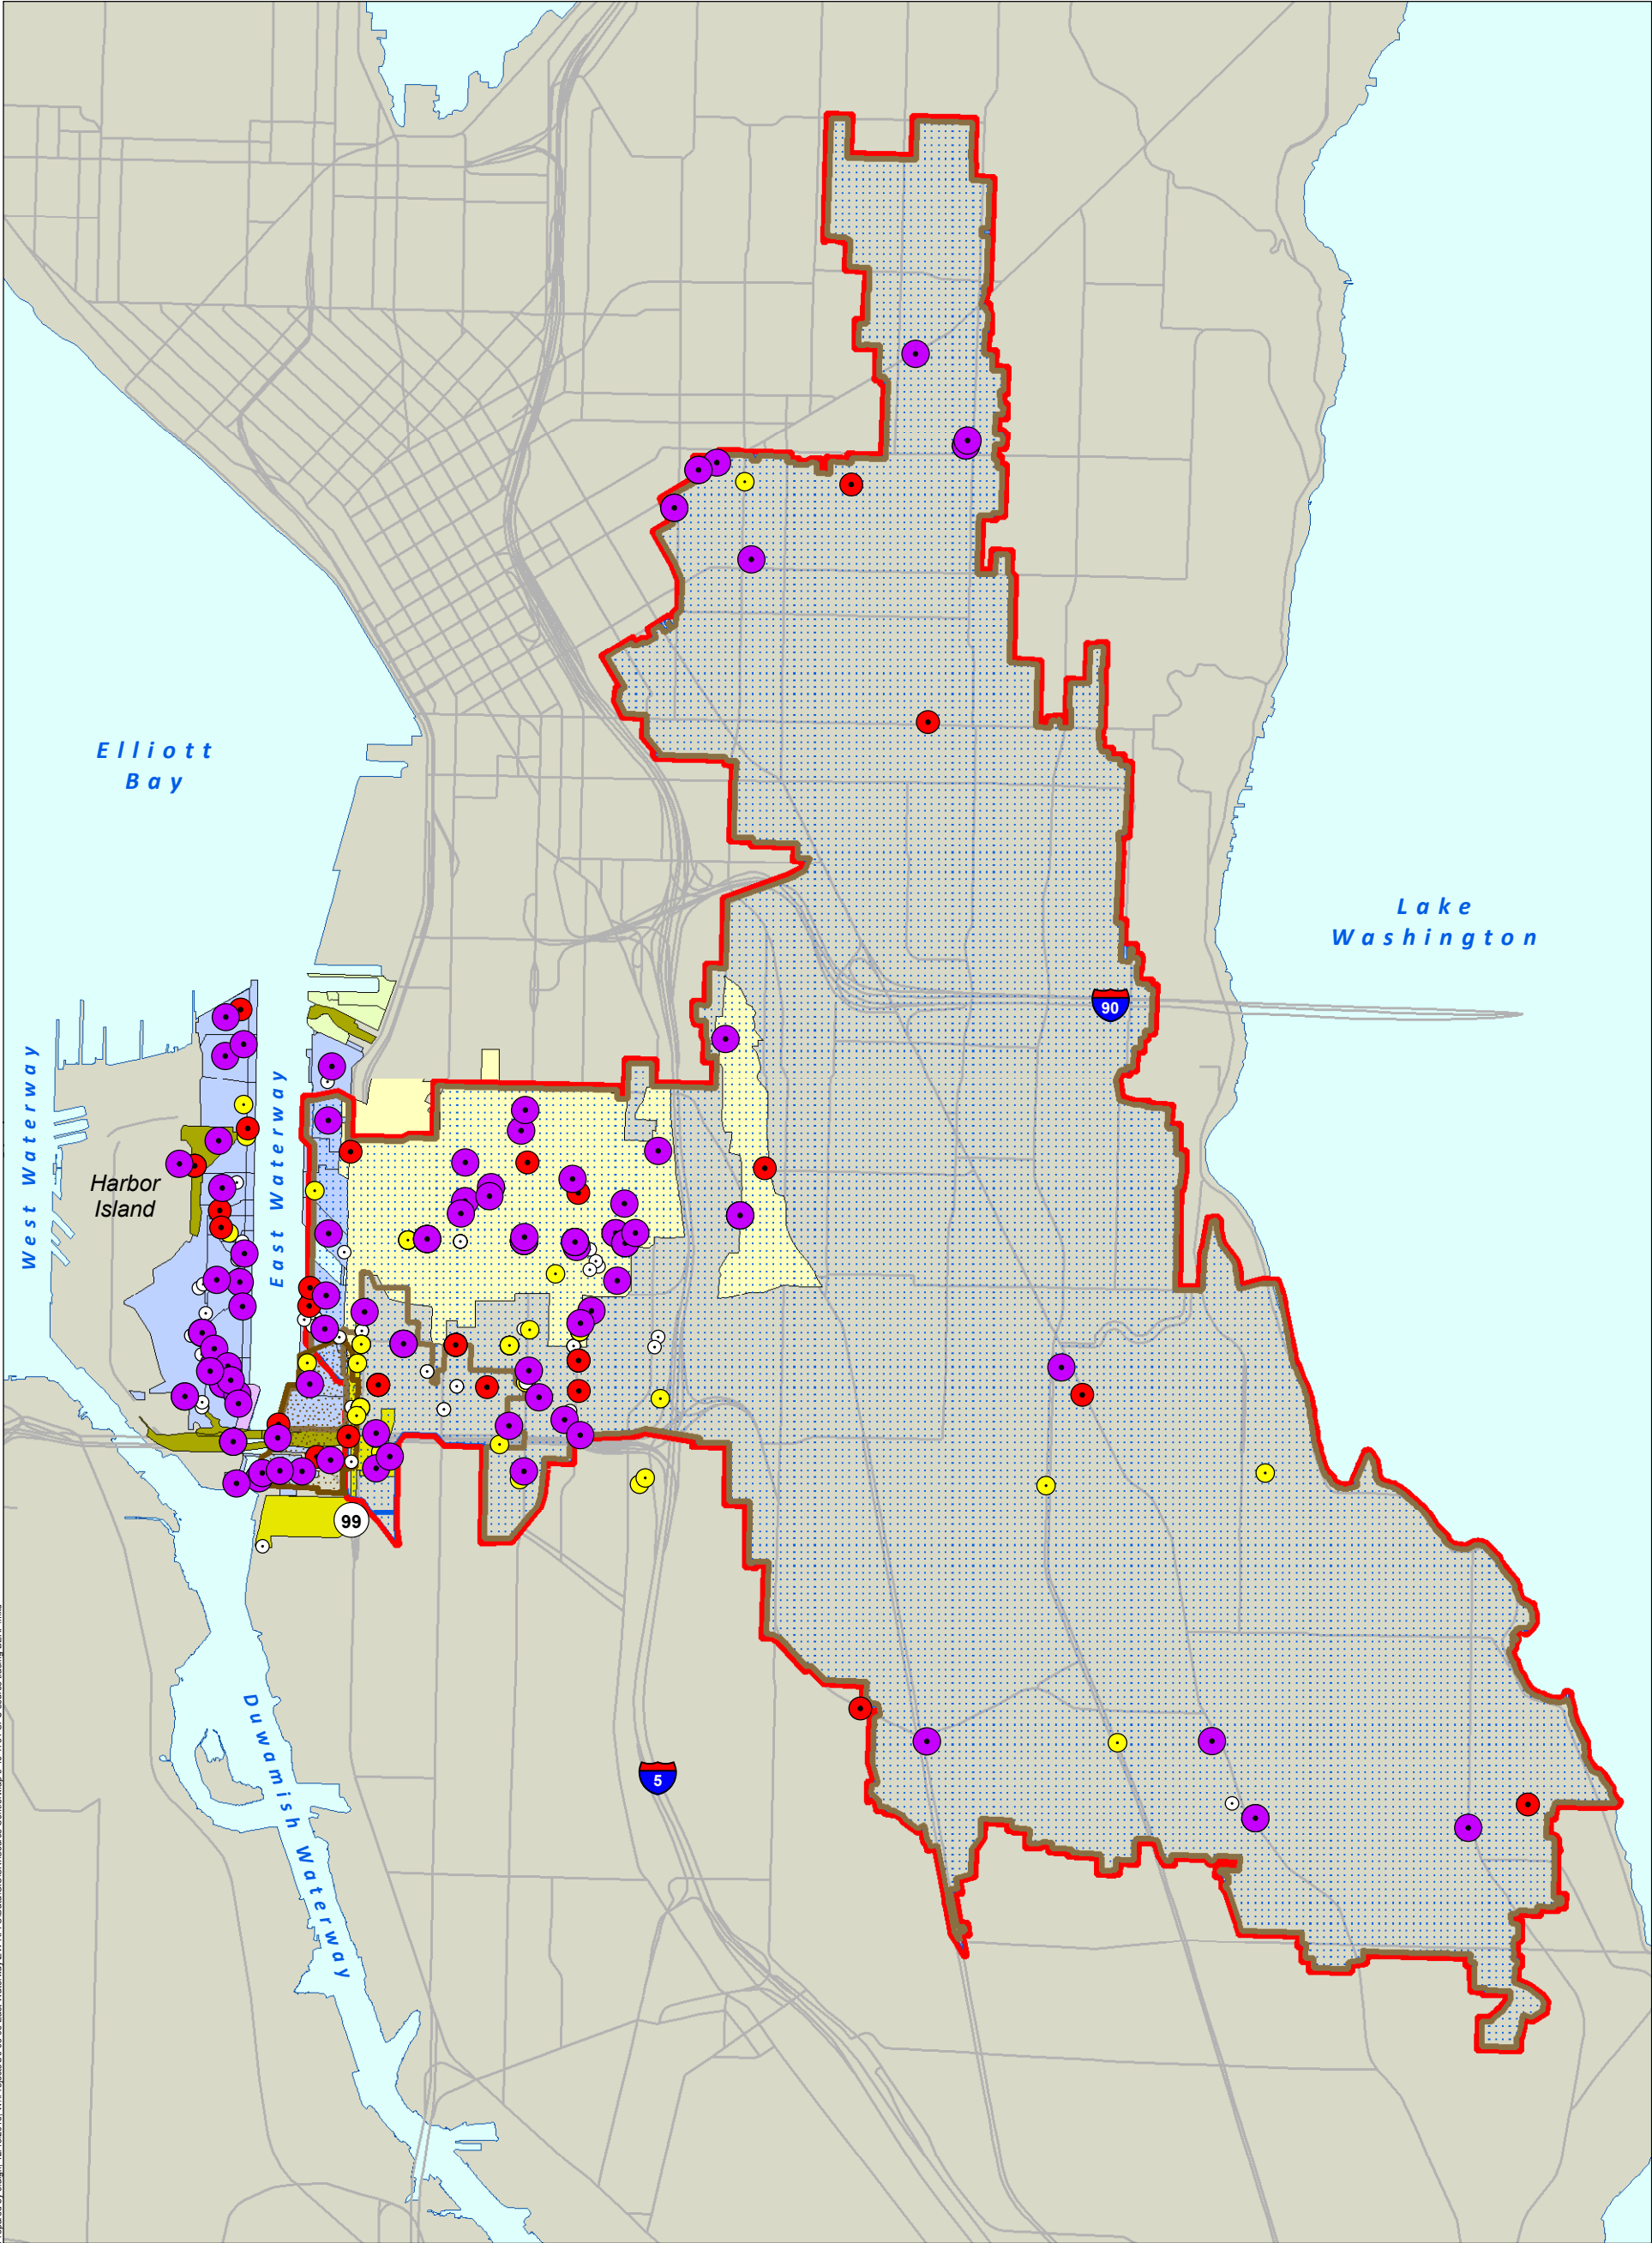 Elliott
Bay
Lake
Washington
90
West Waterway
East Waterway
Harbor
Island
99
Duwamish Waterway
5